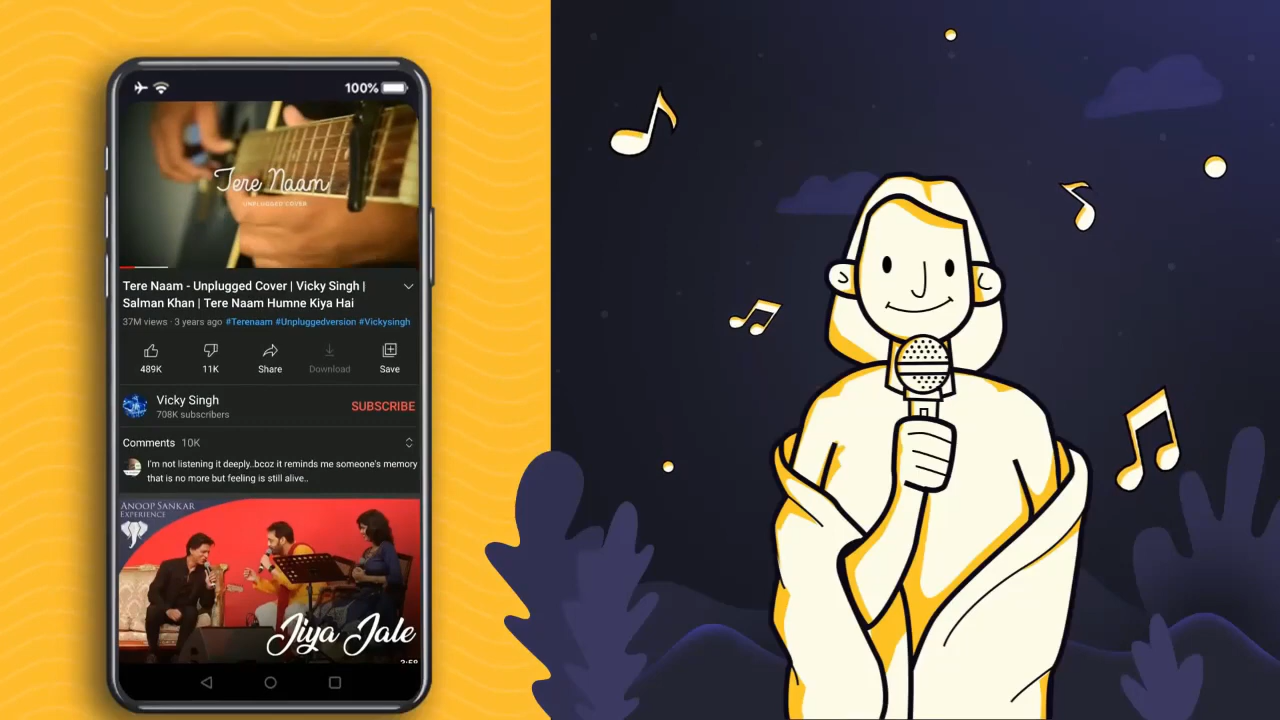 100%
Tere Naam
UNPLUGGED COVER
Tere Naam - Unplugged Cover | Vicky Singh |
Salman Khan | Tere Naam Humne Kiya Hai
37M views · 3 years ago #Terenaam #Unpluggedversion #Vickysingh
489K
11K
Share
Download
Save
Vicky Singh
708K subscribers
SUBSCRIBE
Comments 10K
I'm not listening it deeply..bcoz it reminds me someone's memory
that is no more but feeling is still alive..
ANOOP SANKAR
EXPERIENCE
Jiya Jale
3:58